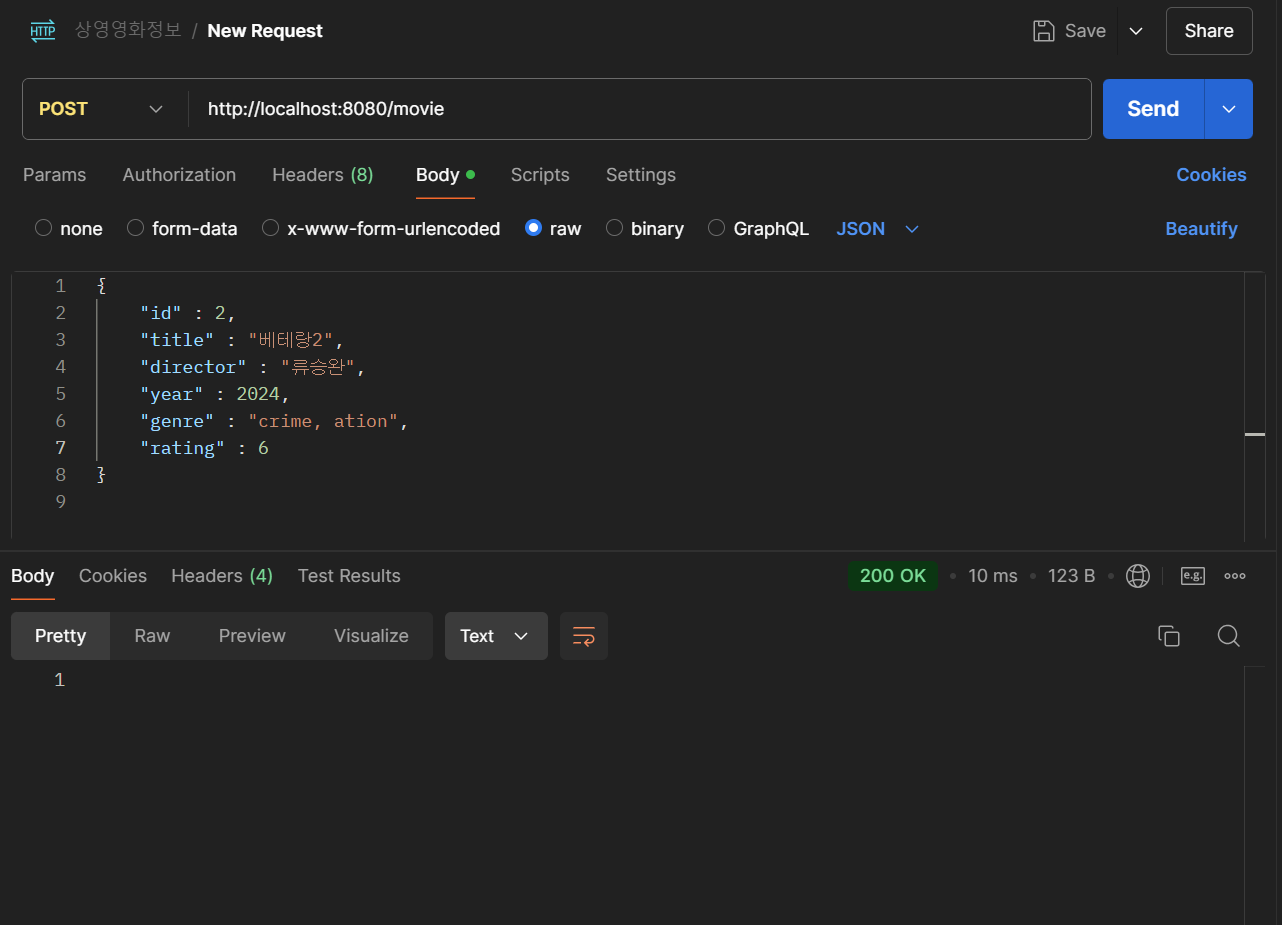 HTTP 상영영화정보 / New Request Save Share
POST http://localhost:8080/movie Send
Params Authorization Headers (8) Body Scripts Settings Cookies
none form-data x-www-form-urlencoded raw binary GraphQL JSON Beautify
1 {
2 "id" : 2,
3 "title" : "베테랑2",
4 "director" : "류승완",
5 "year" : 2024,
6 "genre" : "crime, ation",
7 "rating" : 6
8 }
9
Body Cookies Headers (4) Test Results 200 OK 10 ms 123 B e.g.
Pretty Raw Preview Visualize Text
1